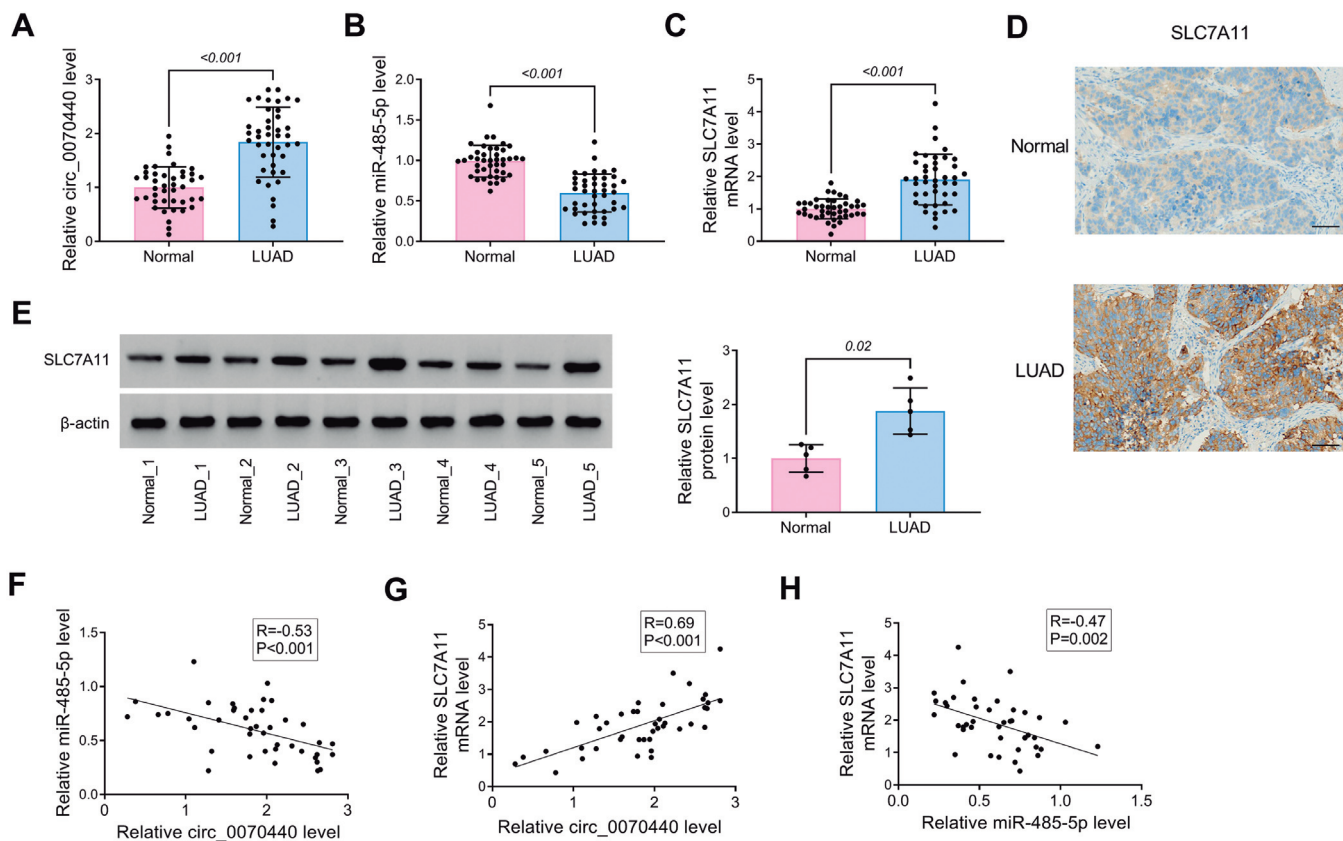 A
Relative circ_0070440 level
<0.001
3
2
1
0
Normal
LUAD
B
Relative miR-485-5p level
<0.001
2.0
1.5
1.0
0.5
0.0
Normal
LUAD
C
Relative SLC7A11
mRNA level
<0.001
5
4
3
2
1
0
Normal
LUAD
D
SLC7A11
Normal
LUAD
E
SLC7A11
β-actin
Normal_1
LUAD_1
Normal_2
LUAD_2
Normal_3
LUAD_3
Normal_4
LUAD_4
Normal_5
LUAD_5
Relative SLC7A11
protein level
0.02
3
2
1
0
Normal
LUAD
F
Relative miR-485-5p level
R=-0.53
P<0.001
1.5
1.0
0.5
0.0
0
1
2
3
Relative circ_0070440 level
G
Relative SLC7A11
mRNA level
R=0.69
P<0.001
5
4
3
2
1
0
0
1
2
3
Relative circ_0070440 level
H
Relative SLC7A11
mRNA level
R=-0.47
P=0.002
5
4
3
2
1
0
0.0
0.5
1.0
1.5
Relative miR-485-5p level